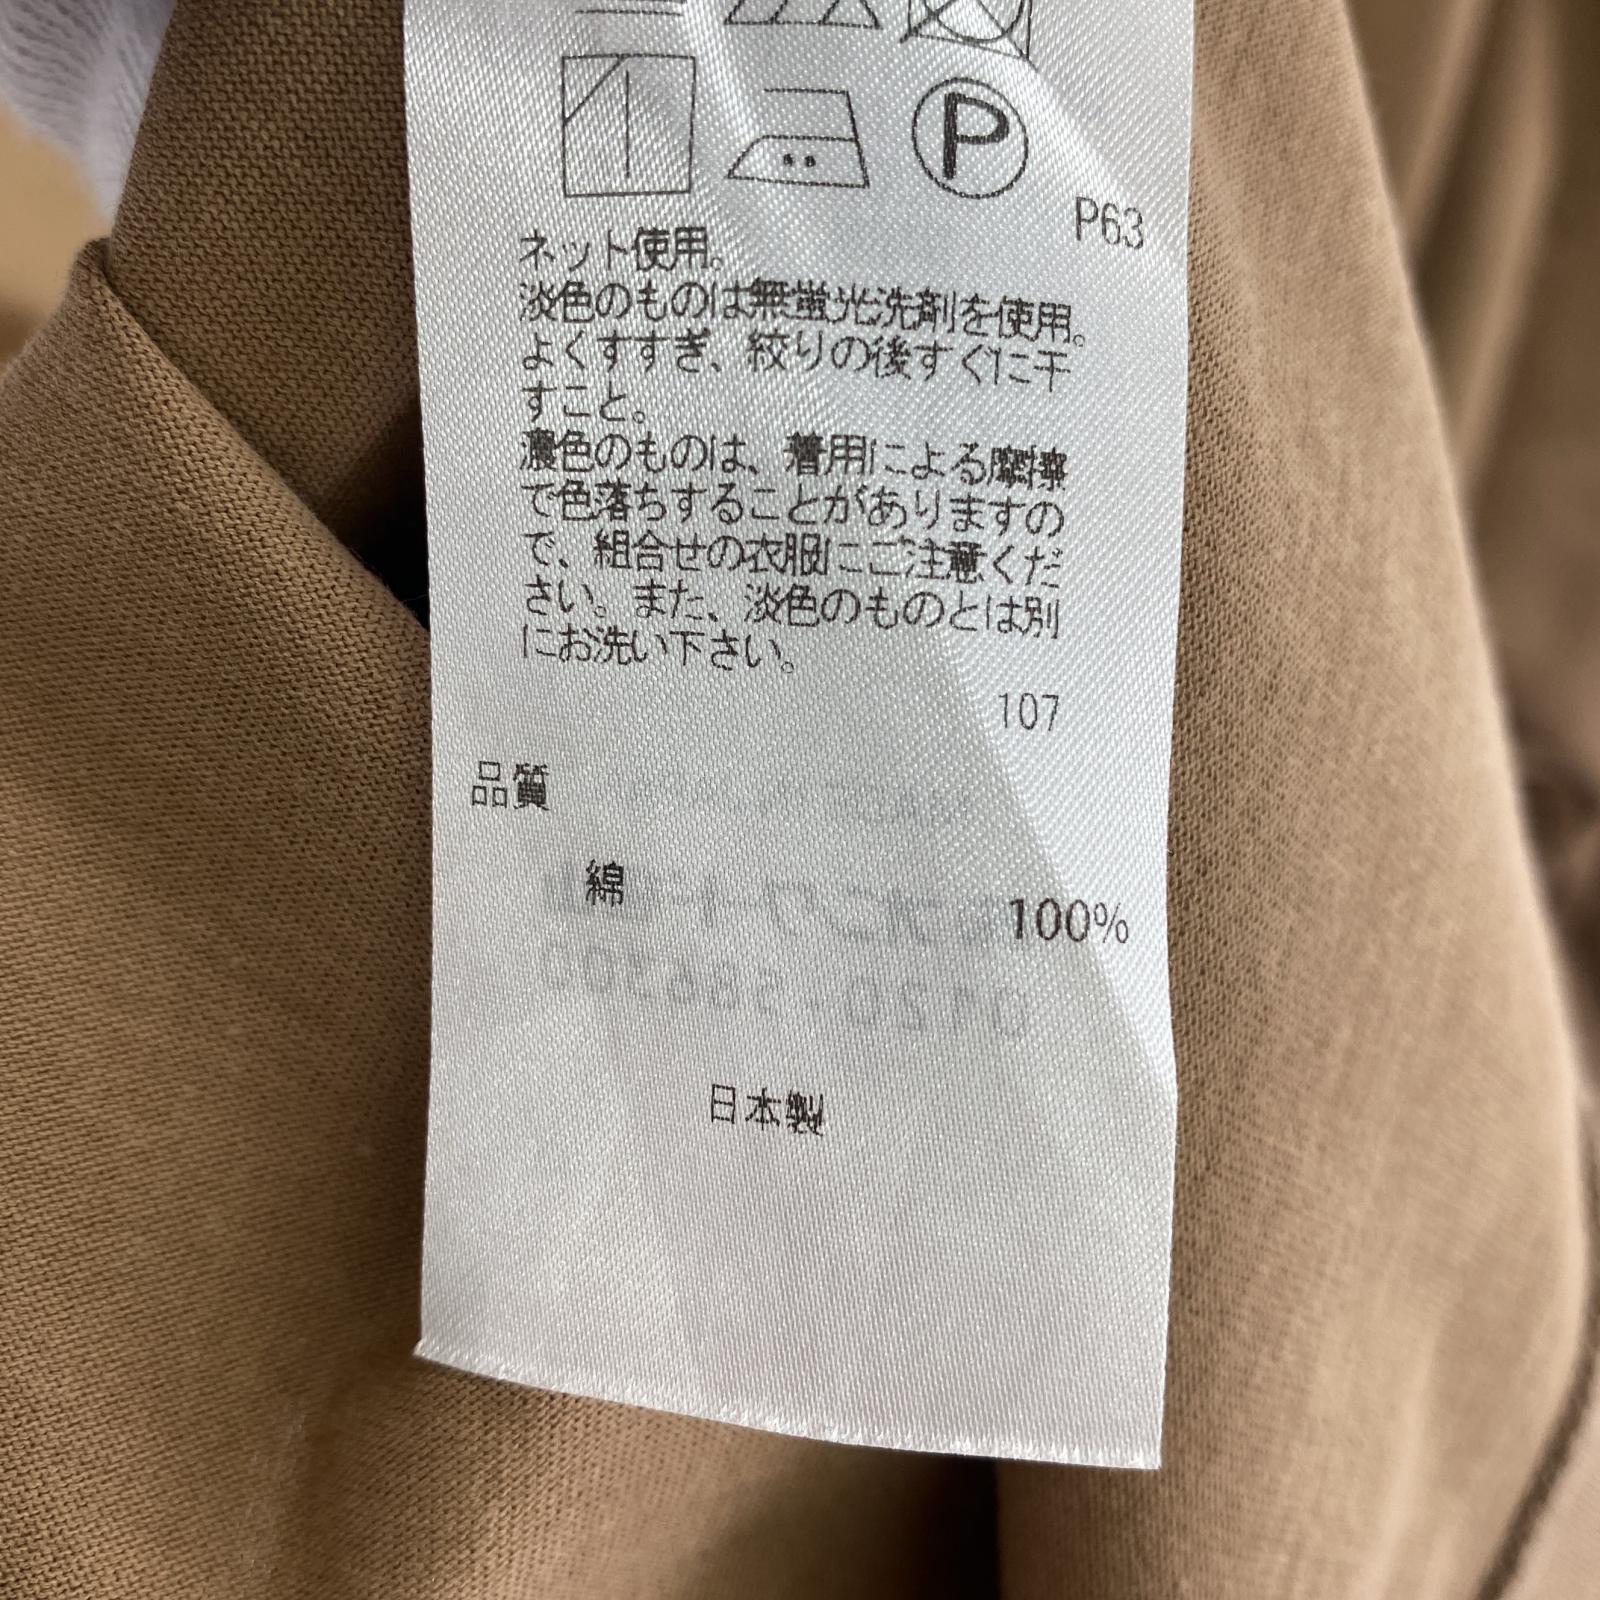 P
P63
ネット使用。
淡色のものは無蛍光洗剤を使用。
よくすすぎ、絞りの後すぐに干
すこと。
濃色のものは、着用による摩擦
で色落ちすることがありますの
で、組合せの衣服にご注意くだ
さい。また、淡色のものとは別
にお洗い下さい。
107
品質
綿 100%
日本製